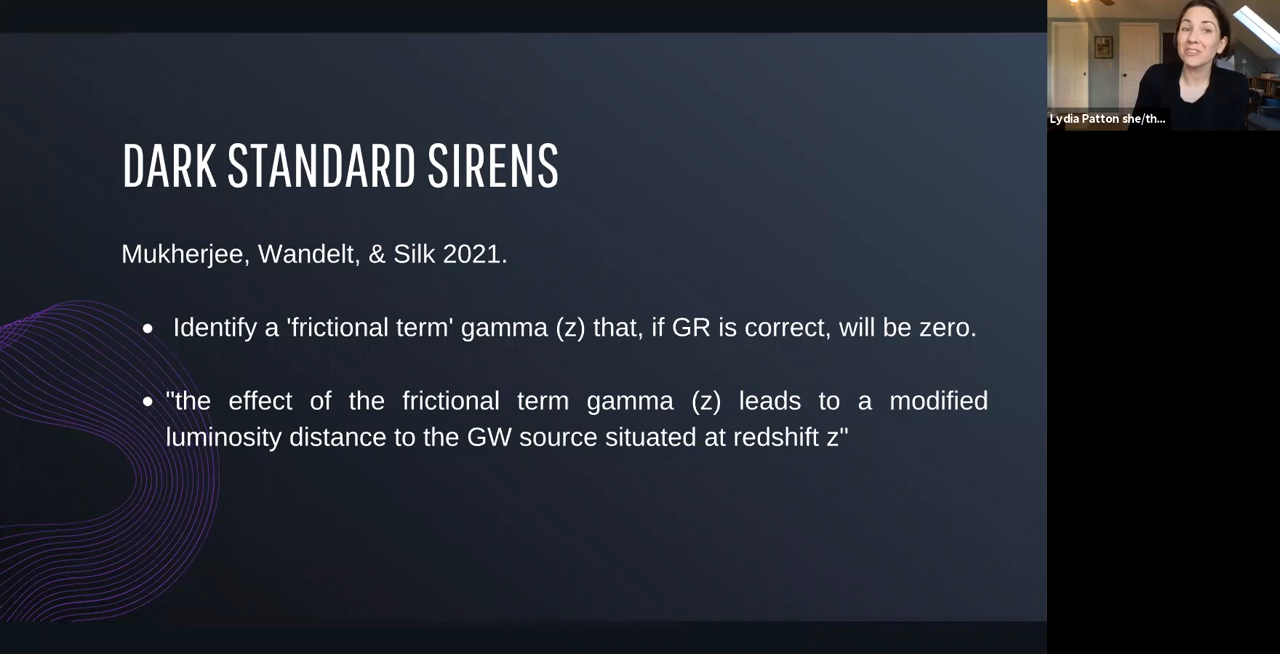 DARK STANDARD SIRENS
Mukherjee, Wandelt, & Silk 2021.
• Identify a 'frictional term' gamma (z) that, if GR is correct, will be zero.
• "the effect of the frictional term gamma (z) leads to a modified
luminosity distance to the GW source situated at redshift z"
Lydia Patton she/th...